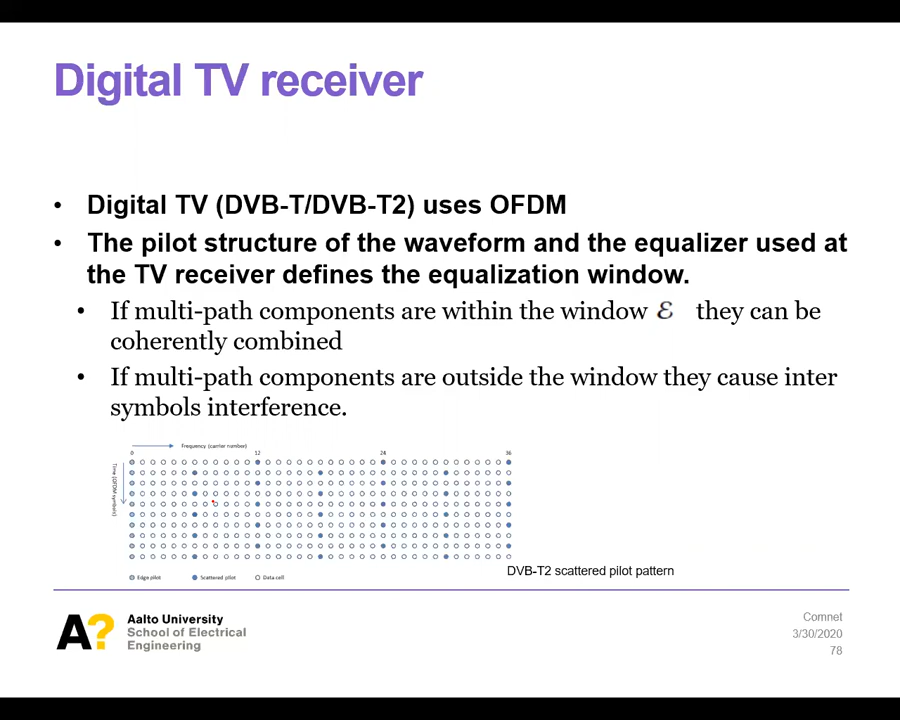 Digital TV receiver
• Digital TV (DVB-T/DVB-T2) uses OFDM
• The pilot structure of the waveform and the equalizer used at
the TV receiver defines the equalization window.
• If multi-path components are within the window ℰ they can be
coherently combined
• If multi-path components are outside the window they cause inter
symbols interference.
Frequency (carrier number)
0 12 24 36
Time (OFDM symbols)
Edge pilot Scattered pilot Data cell
DVB-T2 scattered pilot pattern
A?
Aalto University
School of Electrical
Engineering
Comnet
3/30/2020
78